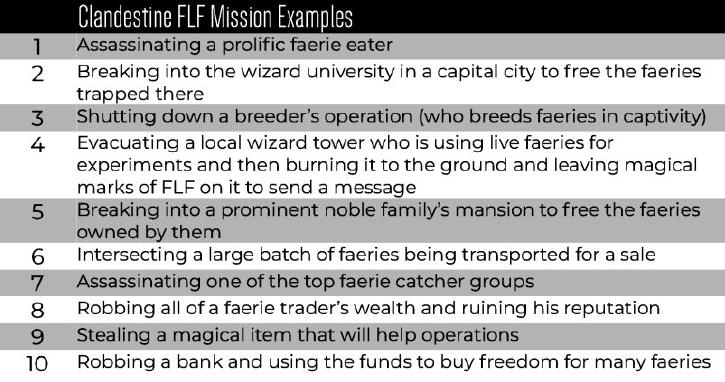 Clandestine FLF Mission Examples
1 Assassinating a prolific faerie eater
2 Breaking into the wizard university in a capital city to free the faeries
trapped there
3 Shutting down a breeder's operation (who breeds faeries in captivity)
4 Evacuating a local wizard tower who is using live faeries for
experiments and then burning it to the ground and leaving magical
marks of FLF on it to send a message
5 Breaking into a prominent noble family's mansion to free the faeries
owned by them
6 Intersecting a large batch of faeries being transported for a sale
7 Assassinating one of the top faerie catcher groups
8 Robbing all of a faerie trader's wealth and ruining his reputation
9 Stealing a magical item that will help operations
10 Robbing a bank and using the funds to buy freedom for many faeries